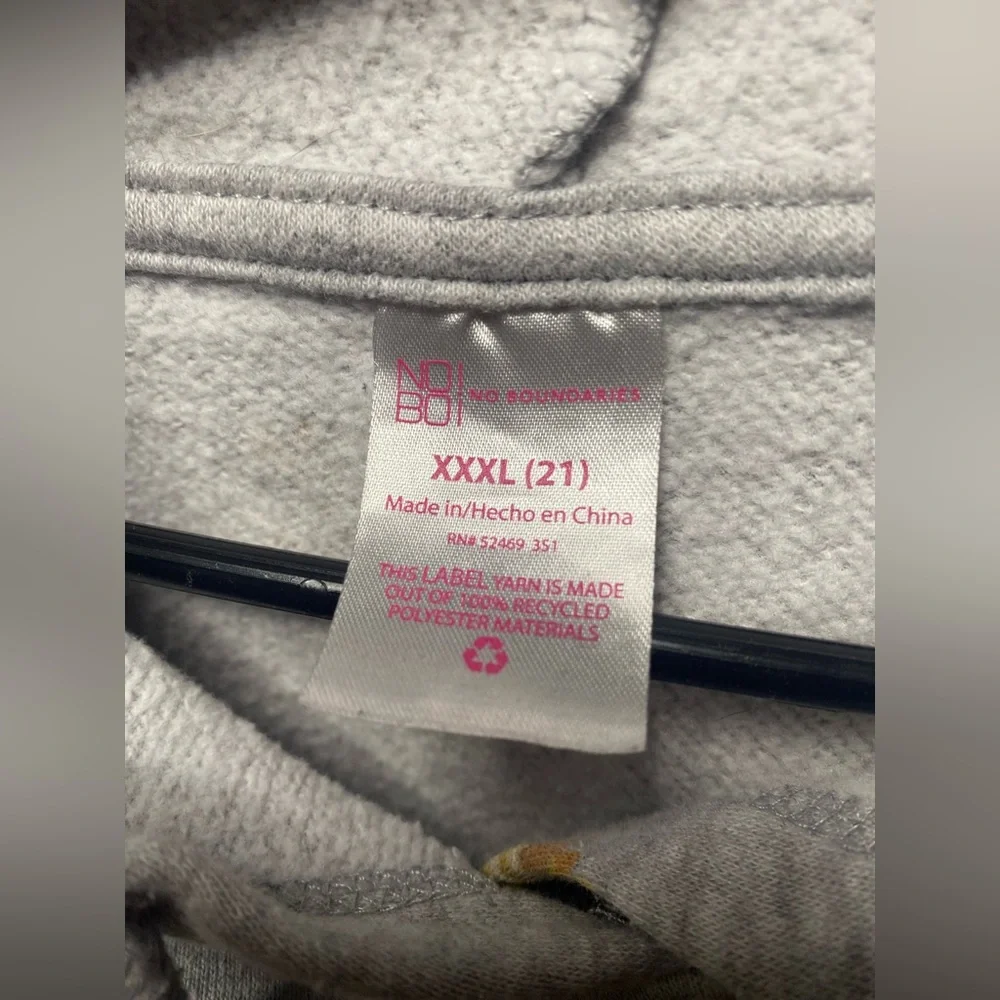 NO
BO
NO BOUNDARIES
XXXL (21)
Made in/Hecho en China
RN# 52469 351
THIS LABEL YARN IS MADE
OUT OF 100% RECYCLED
POLYESTER MATERIALS